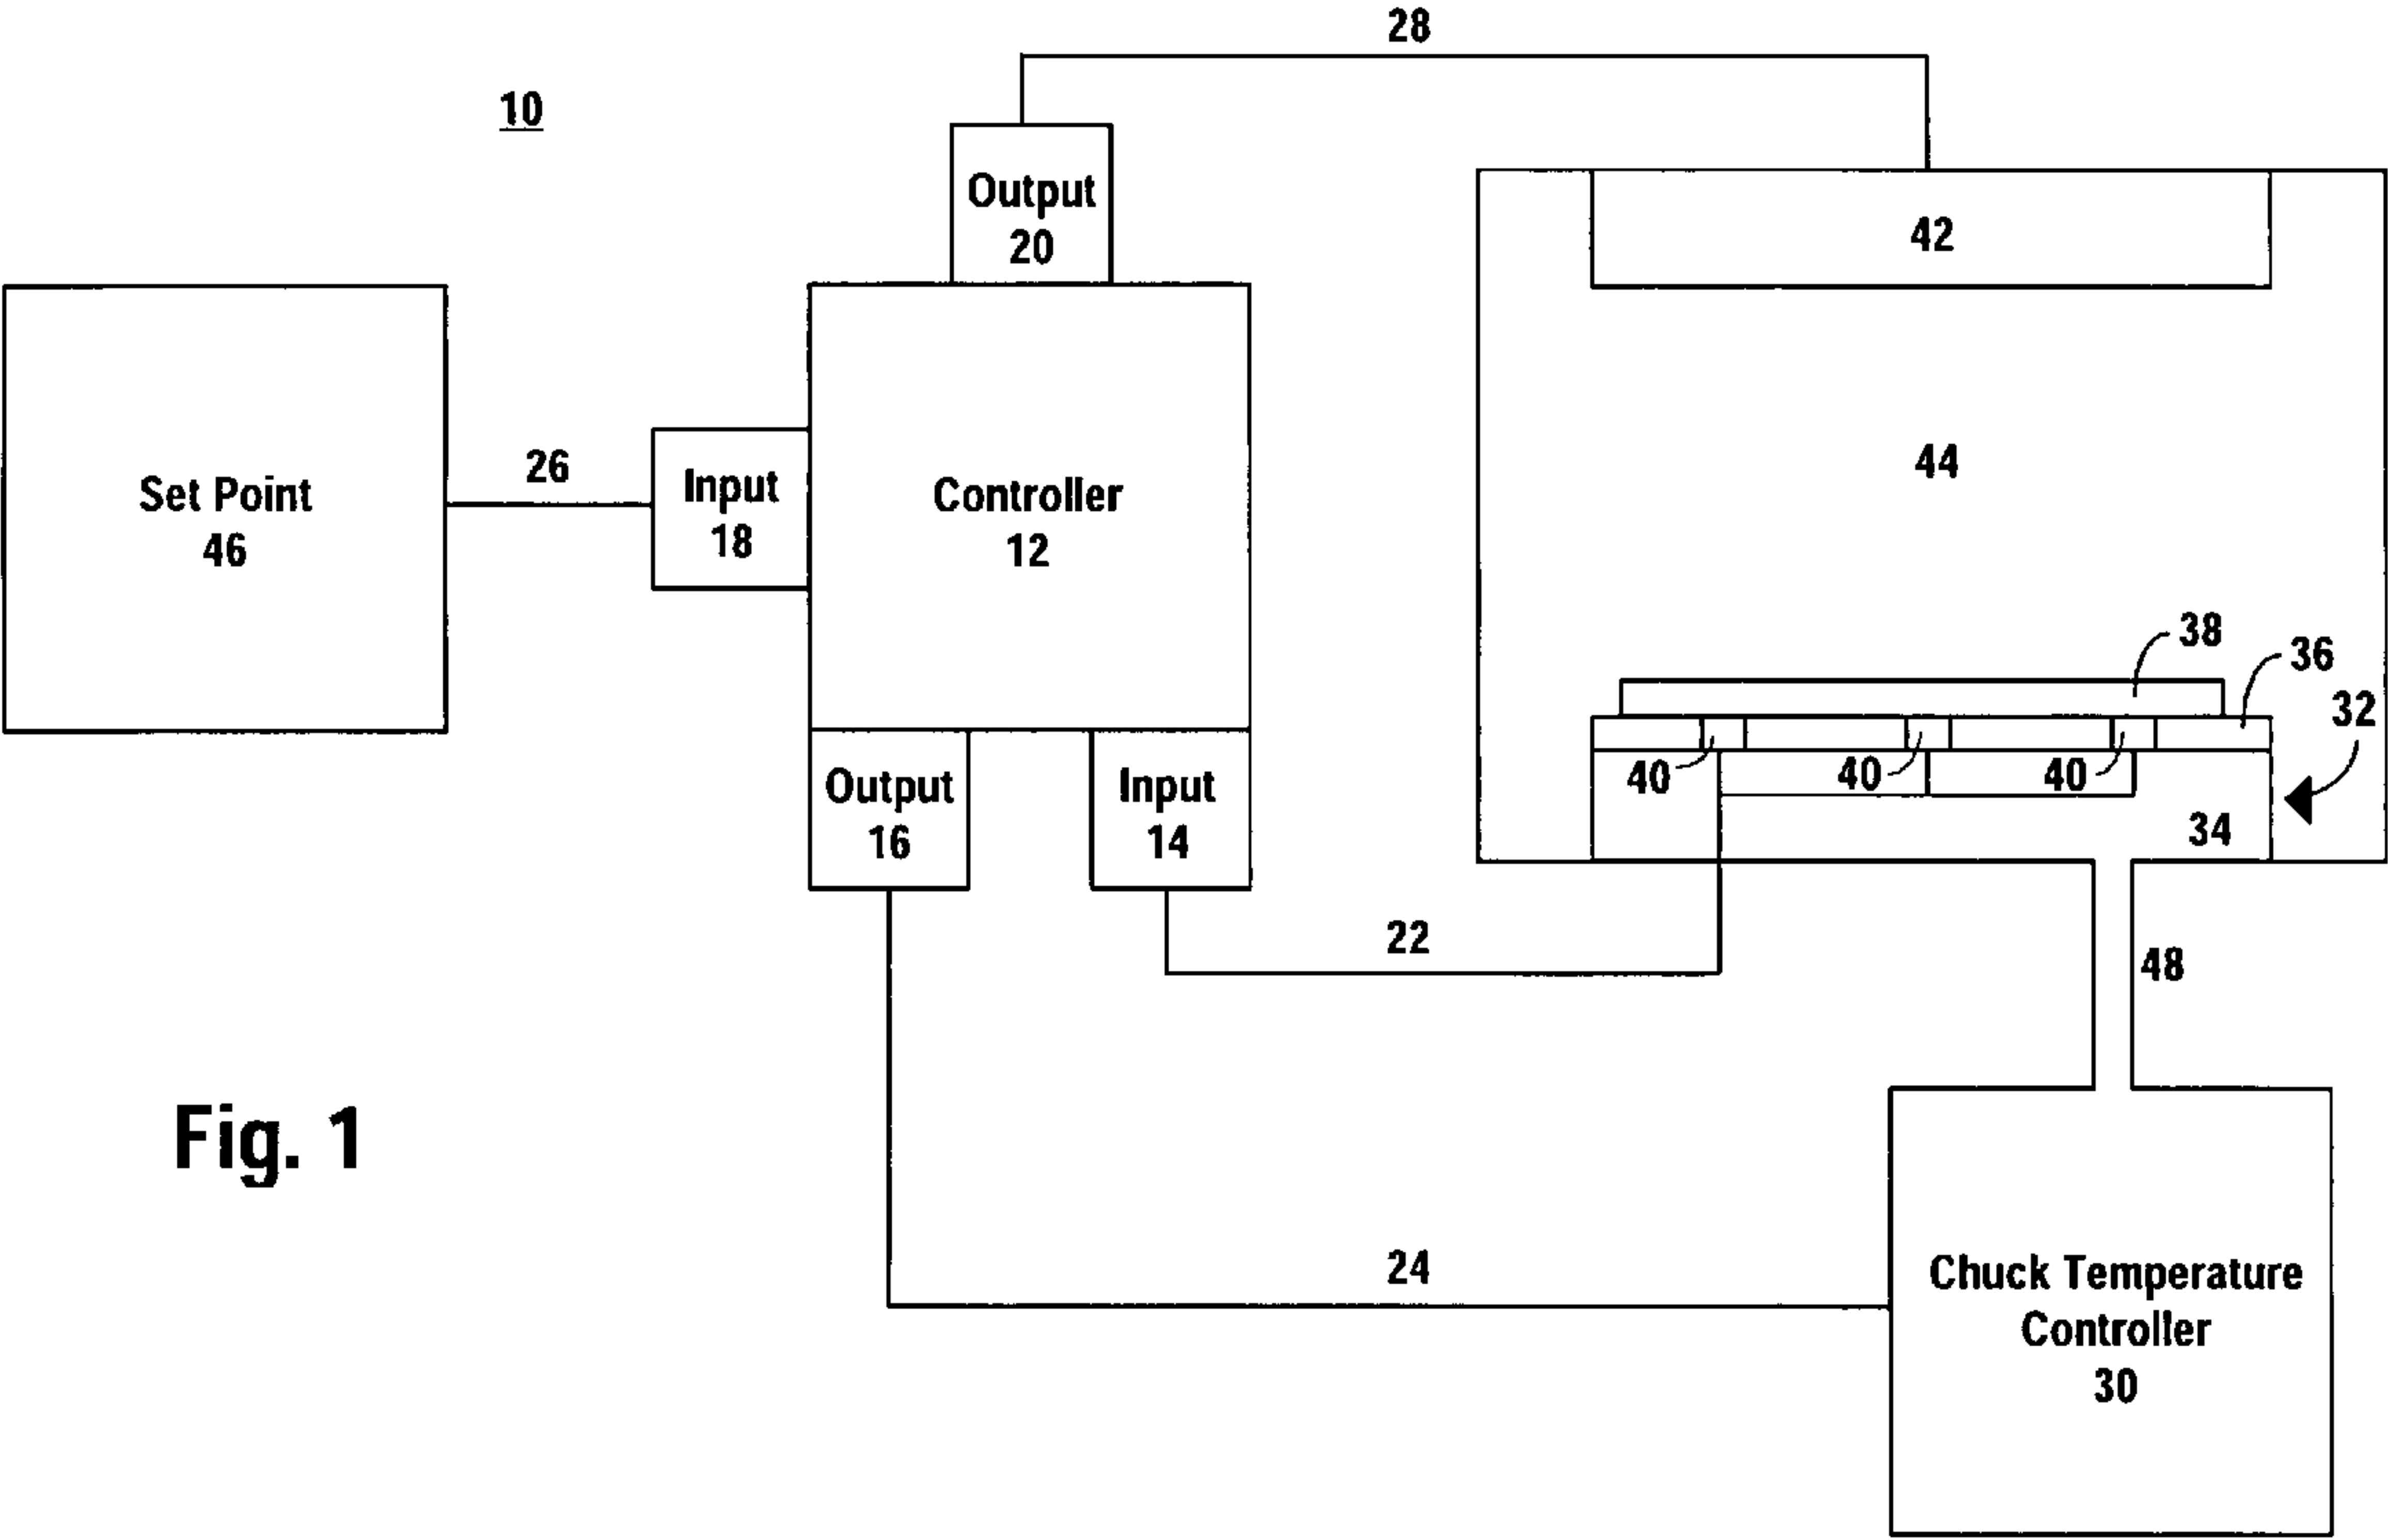 28
10
Output
20
42
Set Point
46
26
Input
18
Controller
12
44
38
36
32
40
40
40
34
Output
16
Input
14
22
48
24
Chuck Temperature
Controller
30
Fig. 1